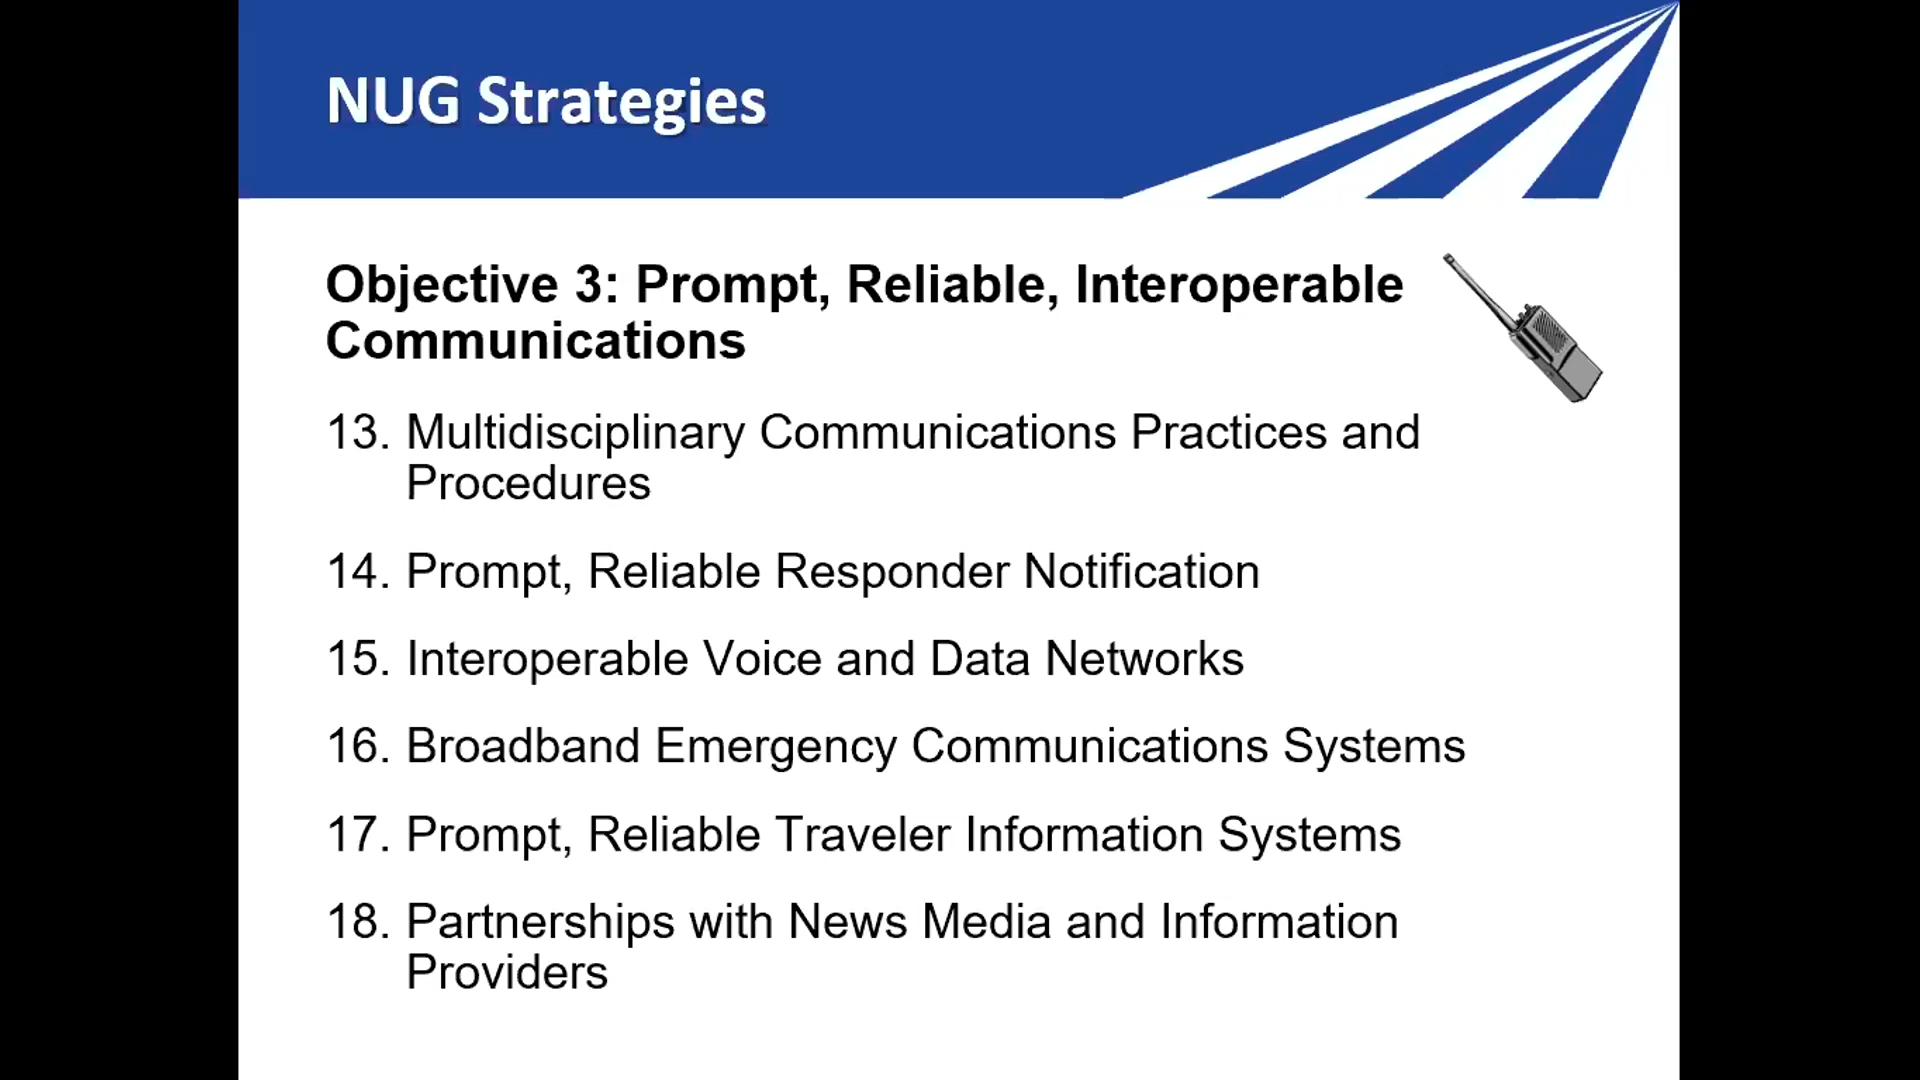 NUG Strategies
Objective 3: Prompt, Reliable, Interoperable
Communications
13. Multidisciplinary Communications Practices and
Procedures
14. Prompt, Reliable Responder Notification
15. Interoperable Voice and Data Networks
16. Broadband Emergency Communications Systems
17. Prompt, Reliable Traveler Information Systems
18. Partnerships with News Media and Information
Providers